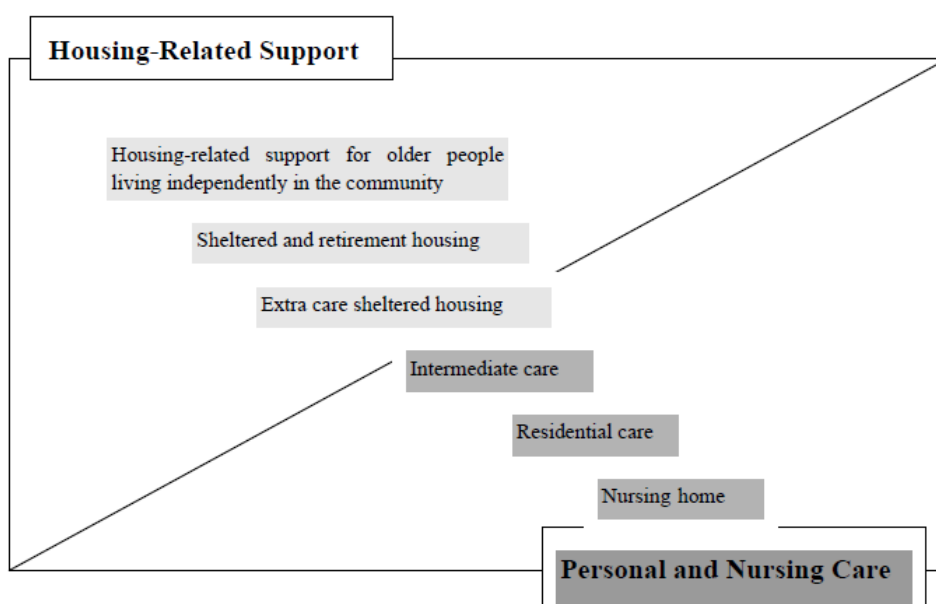 Housing-Related Support
Housing-related support for older people
living independently in the community
Sheltered and retirement housing
Extra care sheltered housing
Intermediate care
Residential care
Nursing home
Personal and Nursing Care